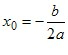 x₀ = −b/2a